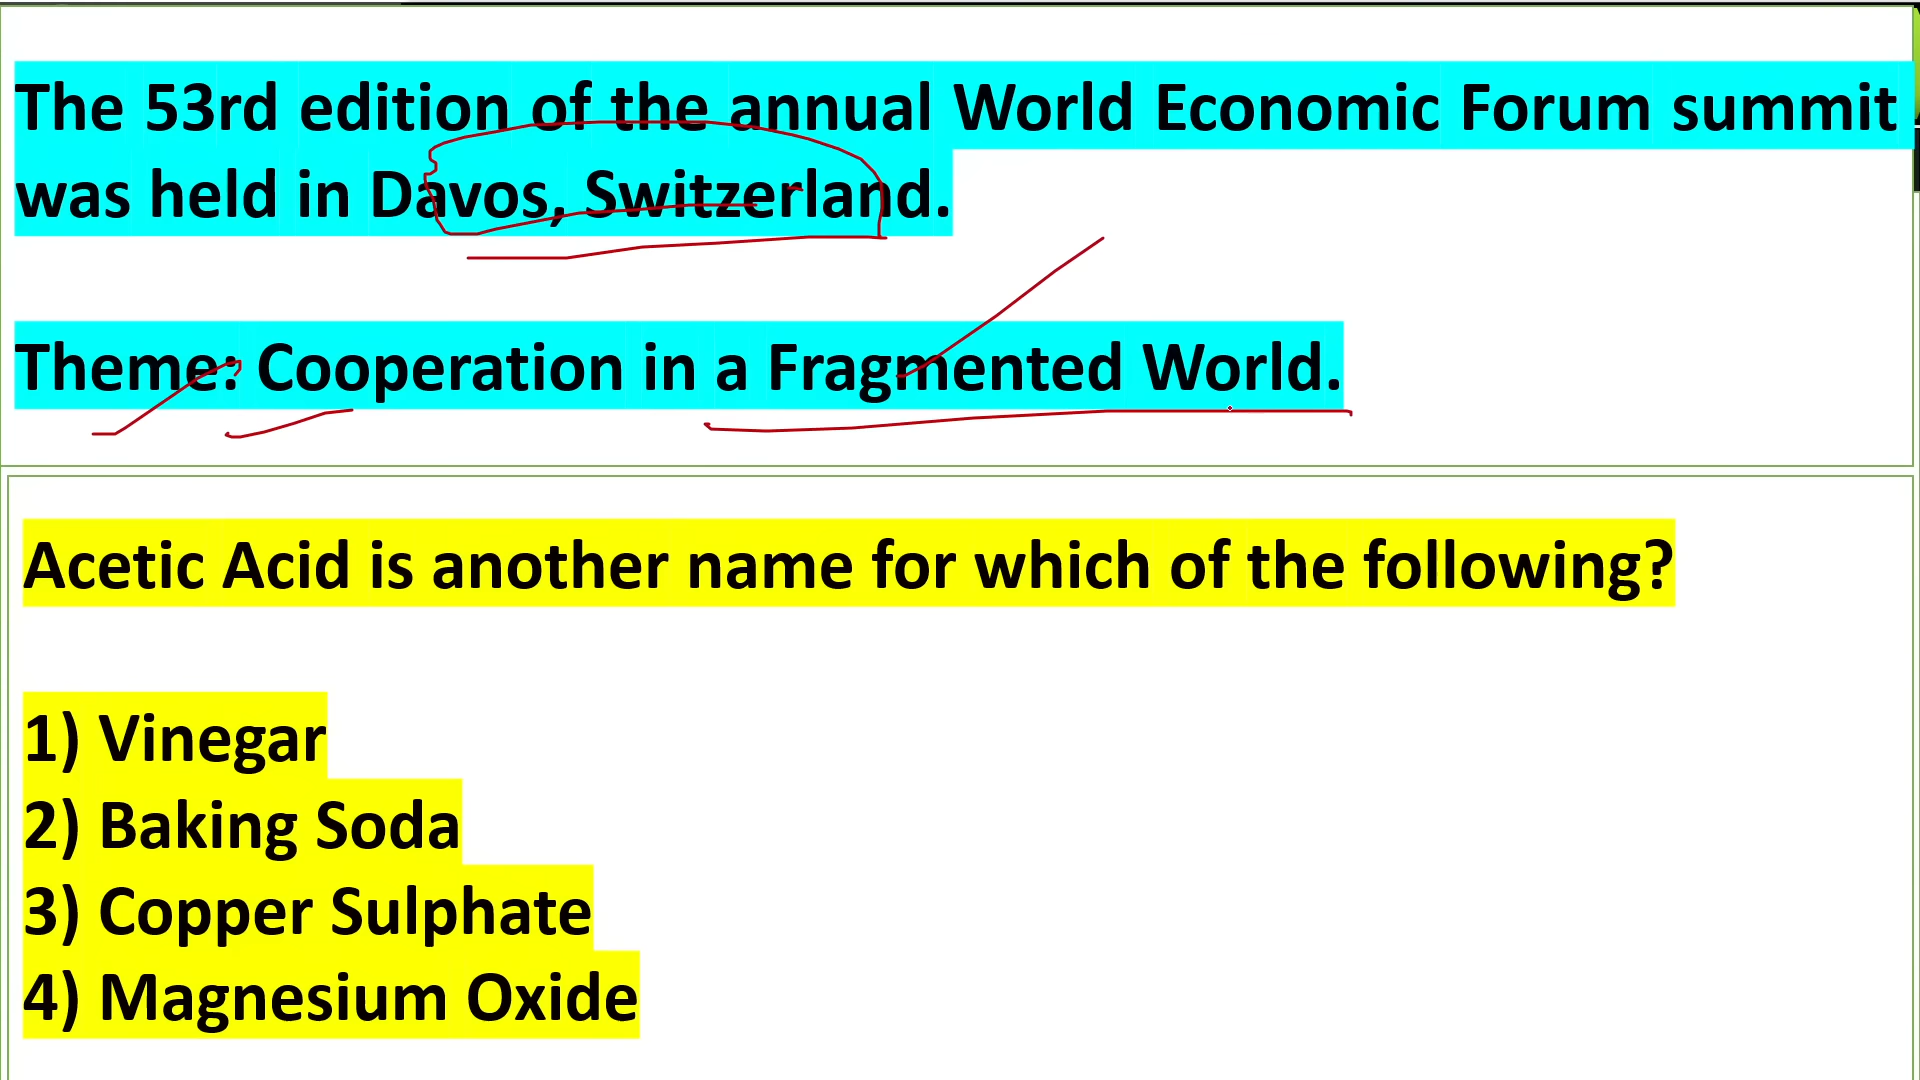 The 53rd edition of the annual World Economic Forum summit
was held in Davos, Switzerland.
Theme: Cooperation in a Fragmented World.
Acetic Acid is another name for which of the following?
1) Vinegar
2) Baking Soda
3) Copper Sulphate
4) Magnesium Oxide